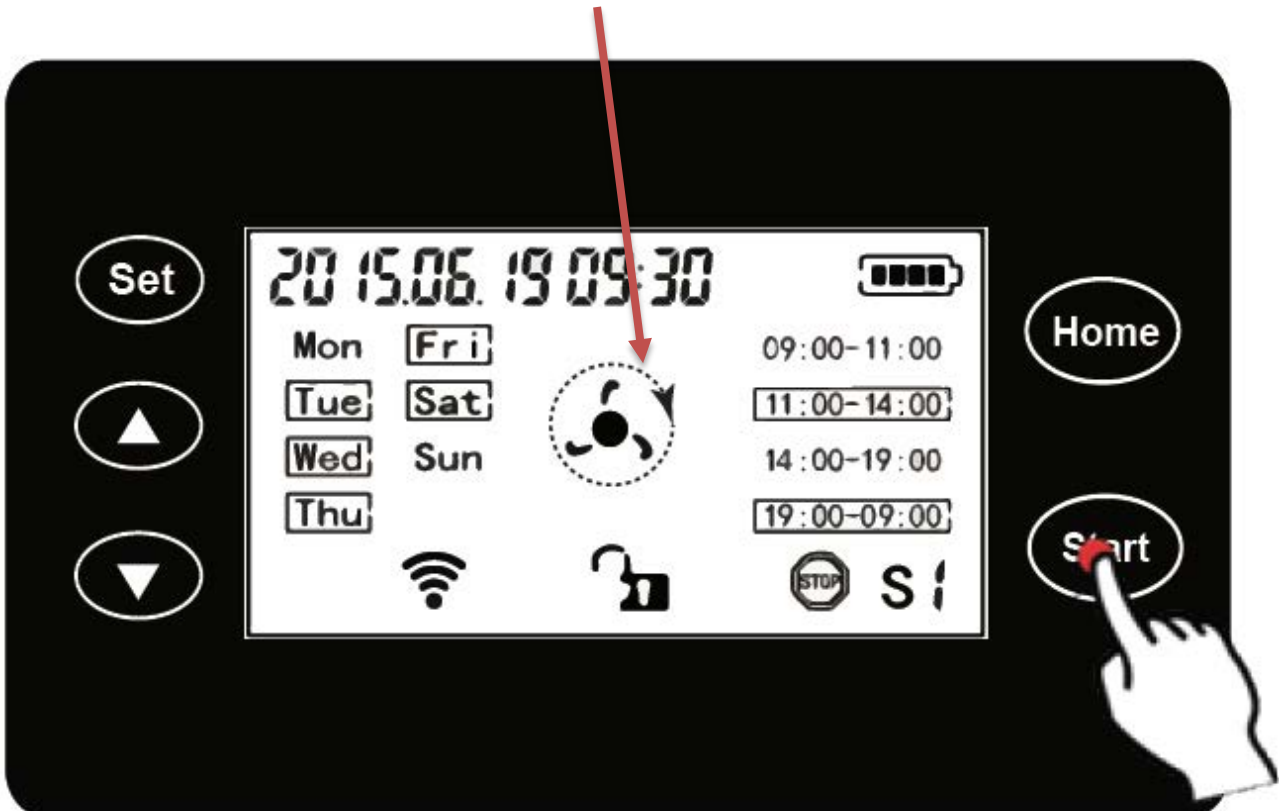 Set
2015.06.19 09:30
Mon Fri
Tue Sat
Wed Sun
Thu
09:00-11:00
11:00-14:00
14:00-19:00
19:00-09:00
STOP S1
Home
Start